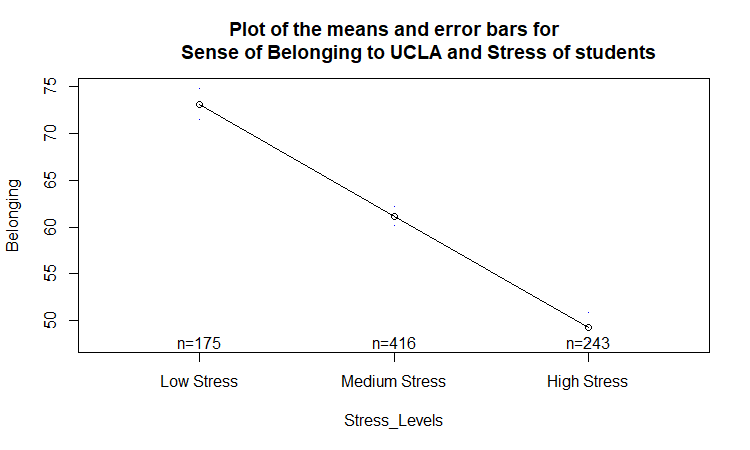 Plot of the means and error bars for
Sense of Belonging to UCLA and Stress of students
75
70
65
60
55
50
Belonging
n=175 n=416 n=243
Low Stress Medium Stress High Stress
Stress_Levels